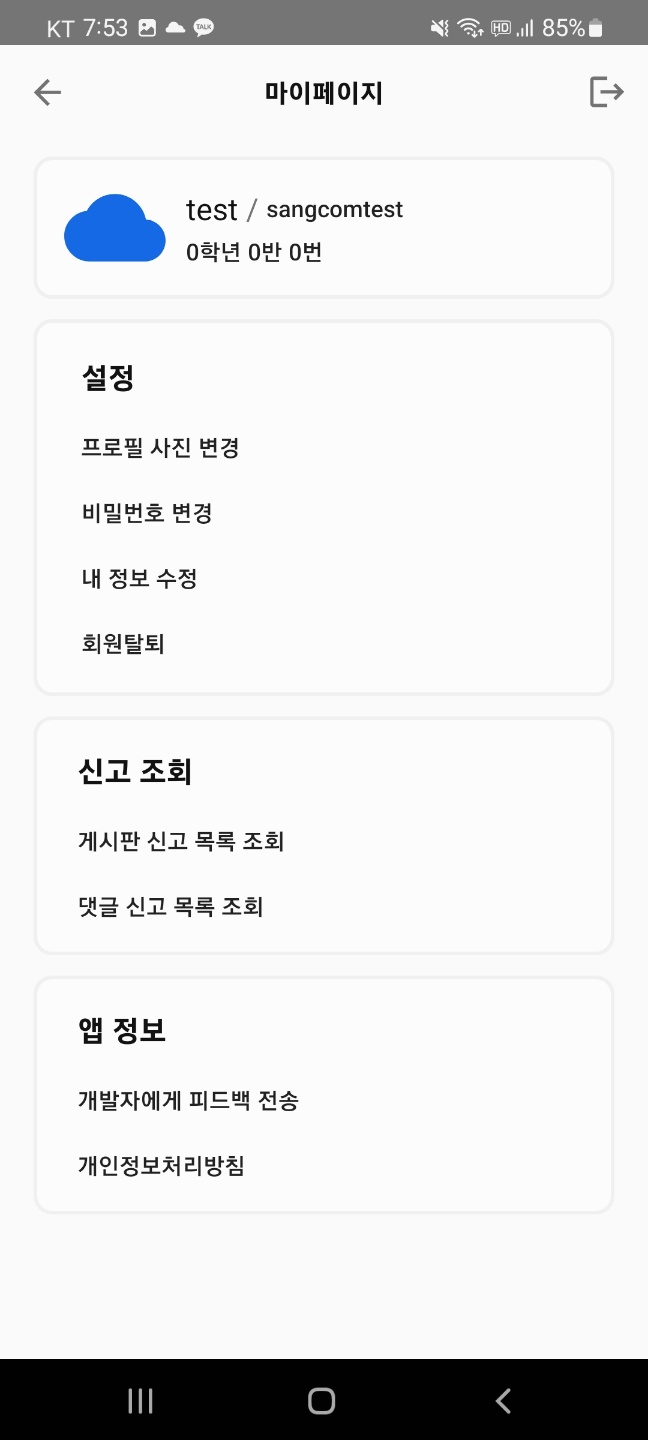 KT 7:53 TALK HD 85%
마이페이지
test / sangcomtest
0학년 0반 0번
설정
프로필 사진 변경
비밀번호 변경
내 정보 수정
회원탈퇴
신고 조회
게시판 신고 목록 조회
댓글 신고 목록 조회
앱 정보
개발자에게 피드백 전송
개인정보처리방침